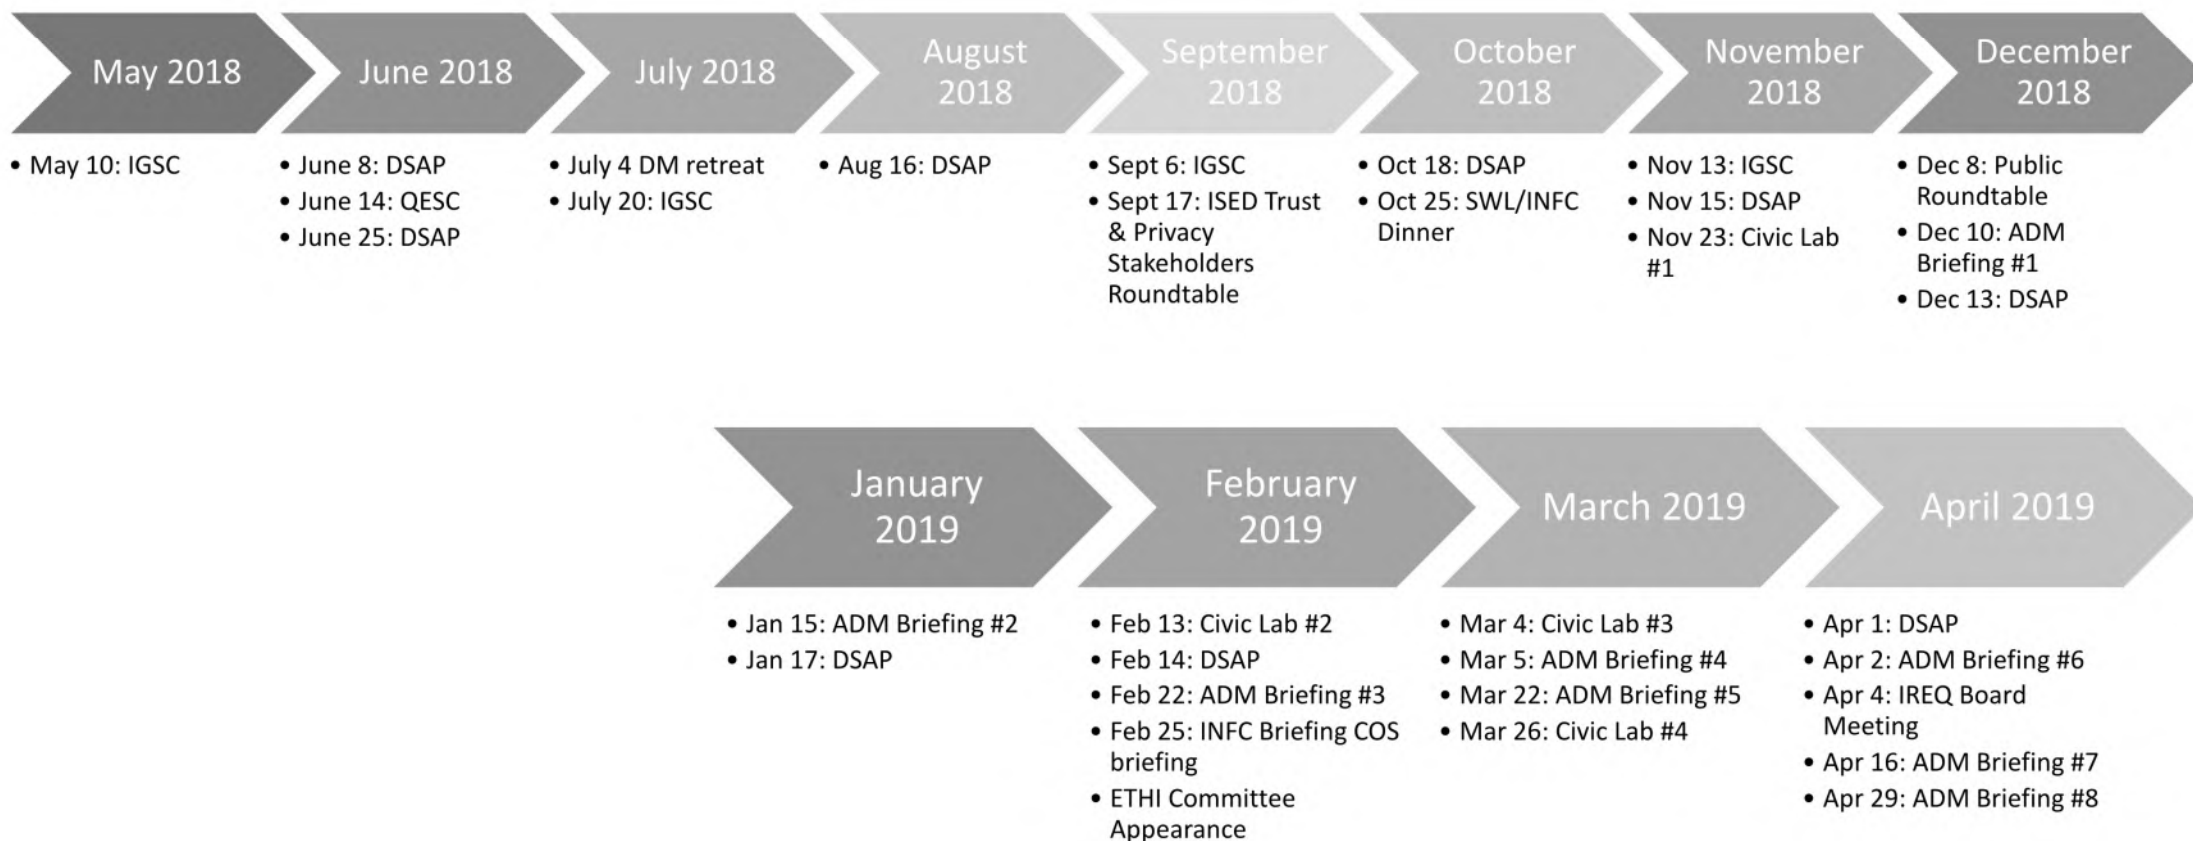 May 2018
June 2018
July 2018
August
2018
September
2018
October
2018
November
2018
December
2018
• May 10: IGSC
• June 8: DSAP
• June 14: QESC
• June 25: DSAP
• July 4 DM retreat
• July 20: IGSC
• Aug 16: DSAP
• Sept 6: IGSC
• Sept 17: ISED Trust
& Privacy
Stakeholders
Roundtable
• Oct 18: DSAP
• Oct 25: SWL/INFC
Dinner
• Nov 13: IGSC
• Nov 15: DSAP
• Nov 23: Civic Lab
#1
• Dec 8: Public
Roundtable
• Dec 10: ADM
Briefing #1
• Dec 13: DSAP
January
2019
February
2019
March 2019
April 2019
• Jan 15: ADM Briefing #2
• Jan 17: DSAP
• Feb 13: Civic Lab #2
• Feb 14: DSAP
• Feb 22: ADM Briefing #3
• Feb 25: INFC Briefing COS
briefing
• ETHI Committee
Appearance
• Mar 4: Civic Lab #3
• Mar 5: ADM Briefing #4
• Mar 22: ADM Briefing #5
• Mar 26: Civic Lab #4
• Apr 1: DSAP
• Apr 2: ADM Briefing #6
• Apr 4: IREQ Board
Meeting
• Apr 16: ADM Briefing #7
• Apr 29: ADM Briefing #8